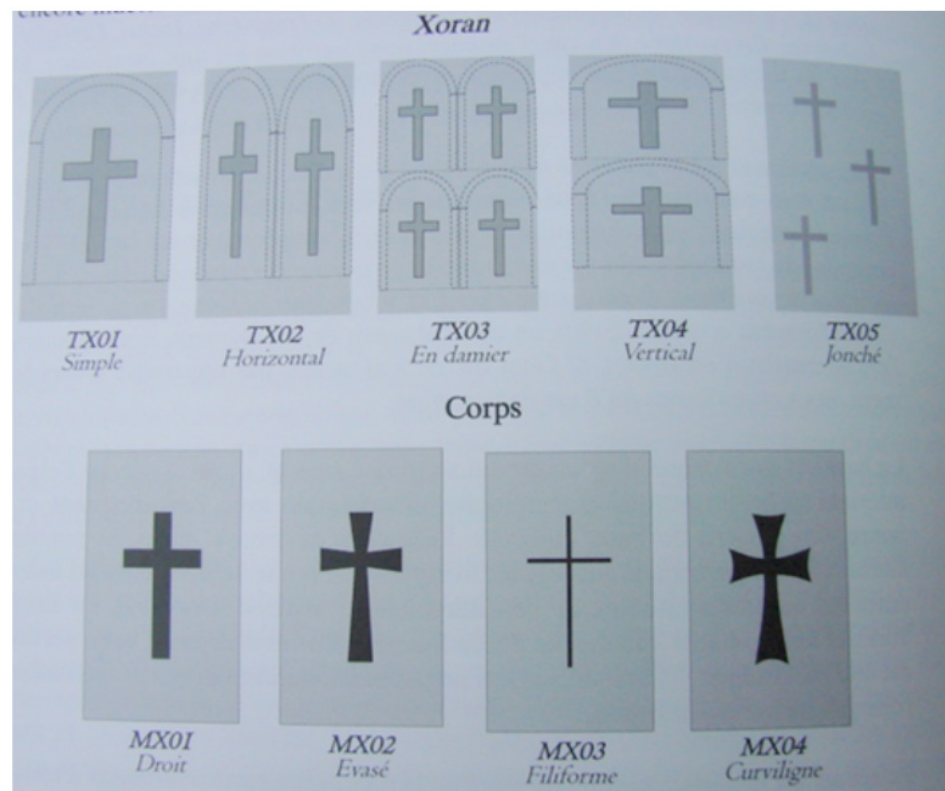 encore
Xoran
TX01 TX02 TX03 TX04 TX05
Simple Horizontal En damier Vertical Jonché
Corps
MX01 MX02 MX03 MX04
Droit Evasé Filiforme Curviligne